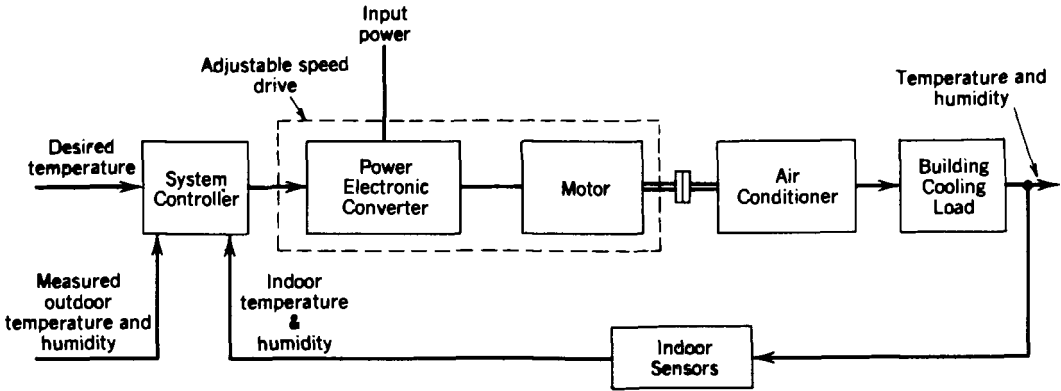 Input
power
Adjustable speed
drive
Temperature and
humidity
Desired
temperature
System
Controller
Power
Electronic
Converter
Motor
Air
Conditioner
Building
Cooling
Load
Measured
outdoor
temperature and
humidity
Indoor
temperature
&
humidity
Indoor
Sensors